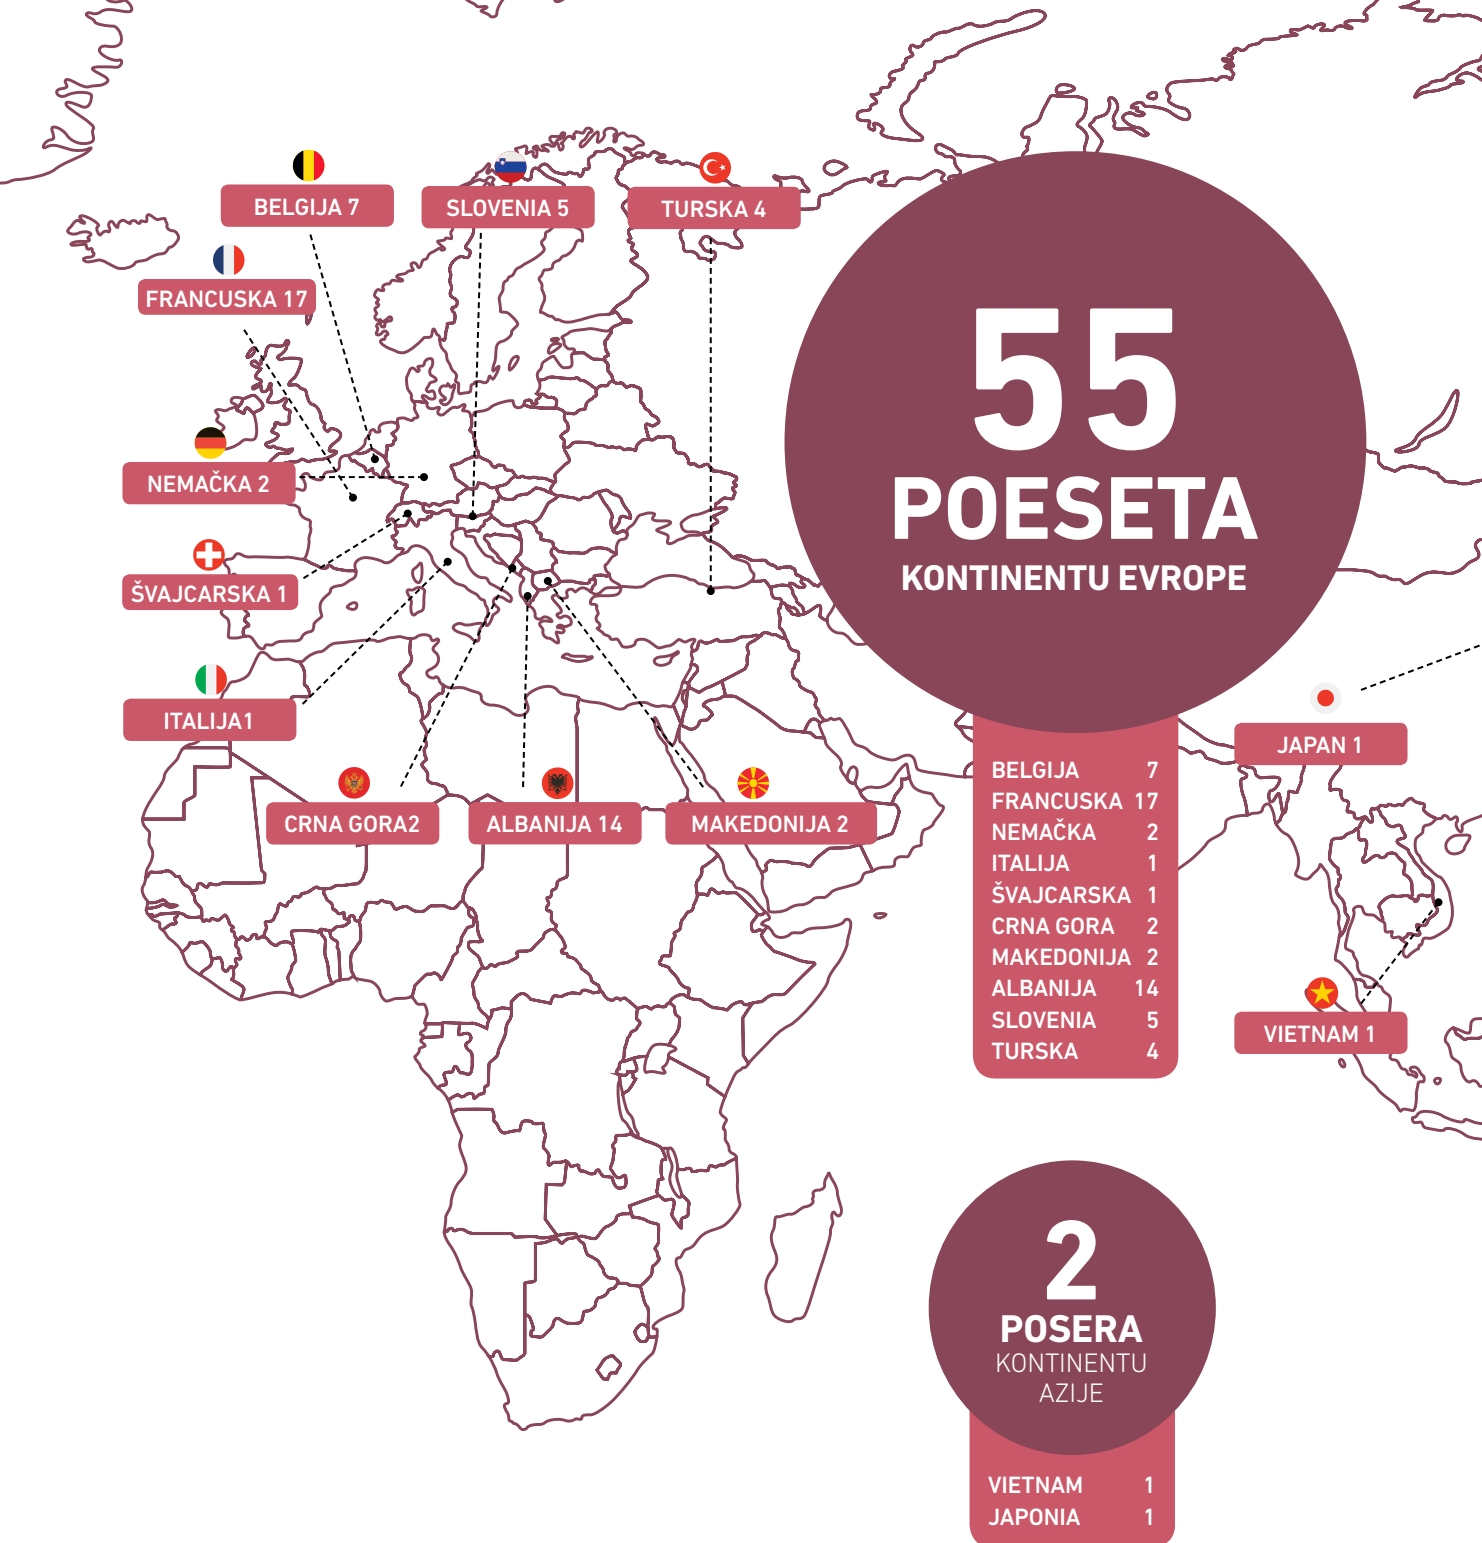 BELGIJA 7
SLOVENIA 5
TURSKA 4
FRANCUSKA 17
NEMAČKA 2
ŠVAJCARSKA 1
ITALIJA1
CRNA GORA2
ALBANIJA 14
MAKEDONIJA 2
55
POESETA
KONTINENTU EVROPE
BELGIJA 7
FRANCUSKA 17
NEMAČKA 2
ITALIJA 1
ŠVAJCARSKA 1
CRNA GORA 2
MAKEDONIJA 2
ALBANIJA 14
SLOVENIA 5
TURSKA 4
JAPAN 1
VIETNAM 1
2
POSERA
KONTINENTU
AZIJE
VIETNAM 1
JAPONIA 1